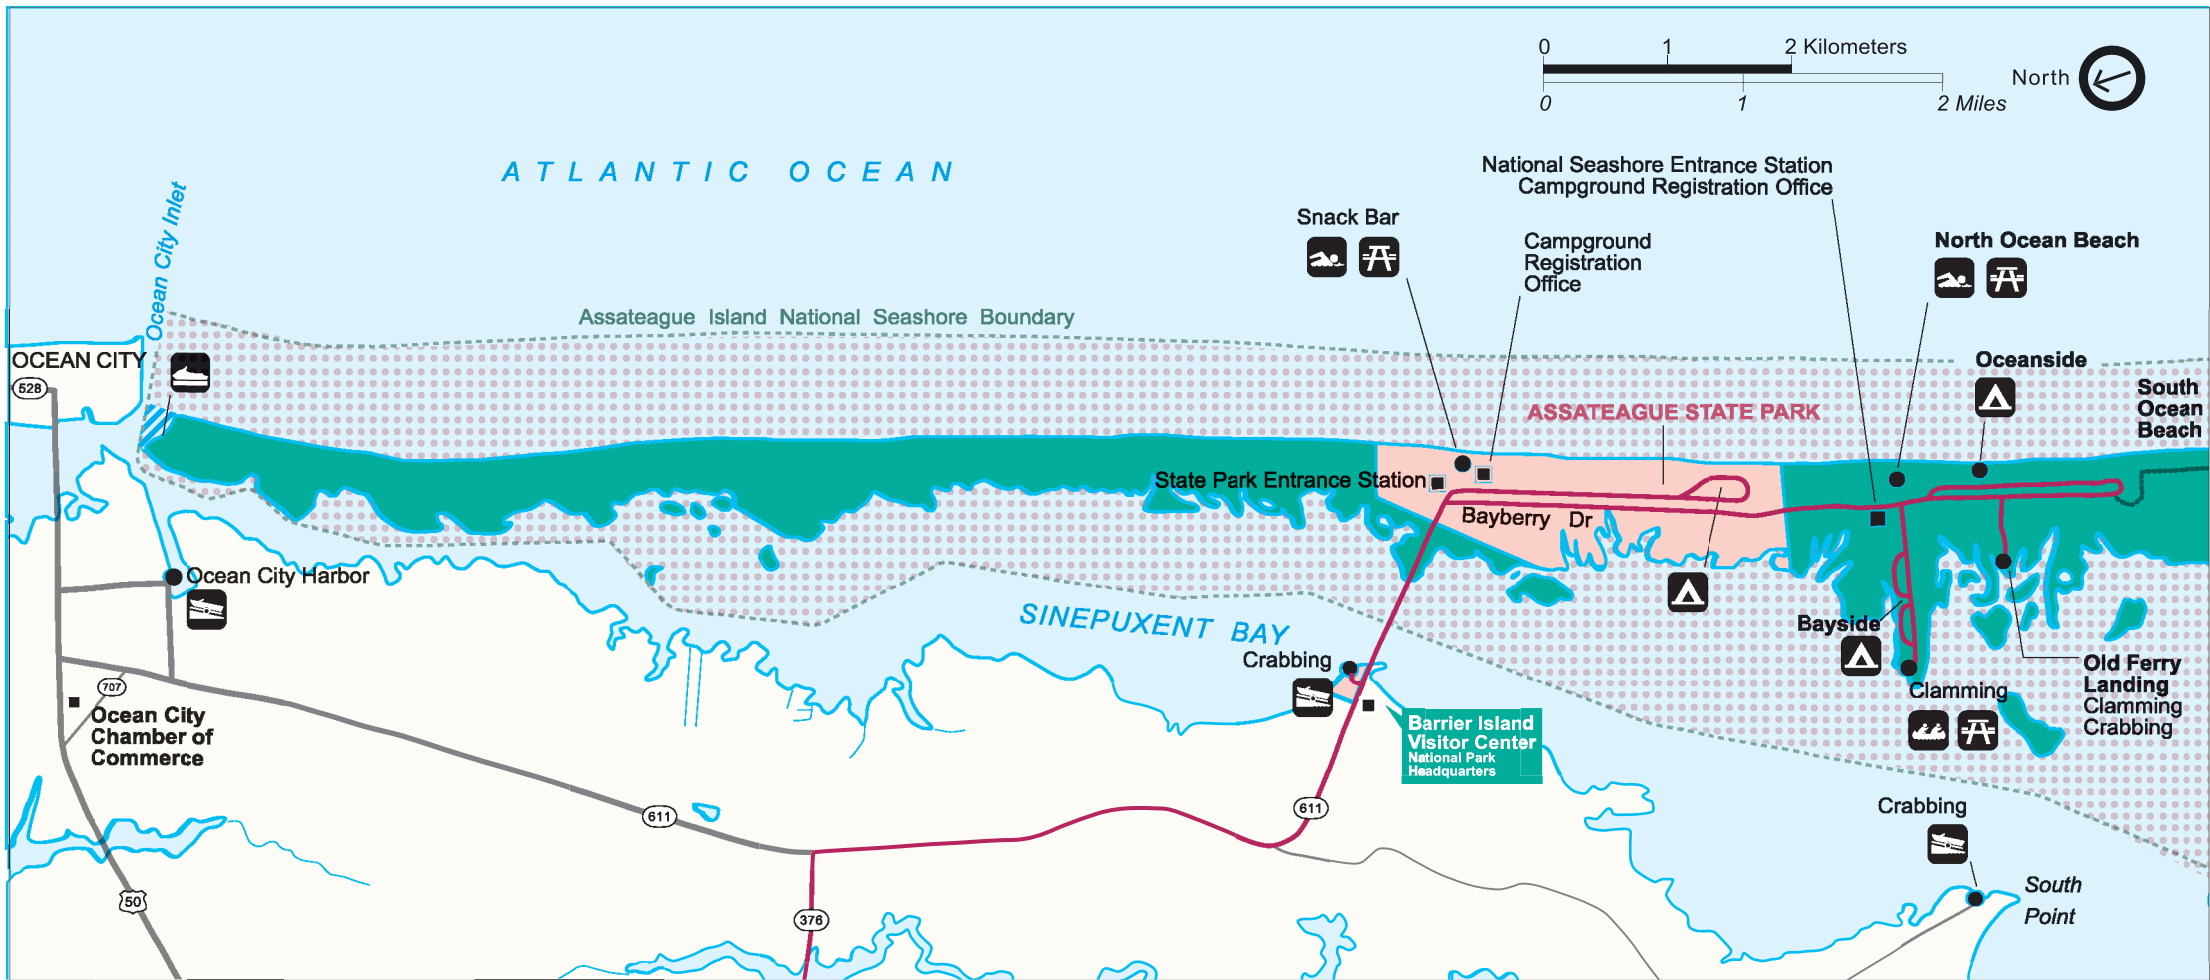 0 1 2 Kilometers
0 1 2 Miles
North
ATLANTIC OCEAN
Ocean City Inlet
National Seashore Entrance Station
Campground Registration Office
Snack Bar
Campground
Registration
Office
North Ocean Beach
Assateague Island National Seashore Boundary
OCEAN CITY
528
Oceanside
South
Ocean
Beach
ASSATEAGUE STATE PARK
State Park Entrance Station
Bayberry Dr
Ocean City Harbor
SINEPUXENT BAY
Crabbing
Bayside
Clamming
Old Ferry
Landing
Clamming
Crabbing
707
Ocean City
Chamber of
Commerce
Barrier Island
Visitor Center
National Park
Headquarters
611
611
Crabbing
South
Point
50
376